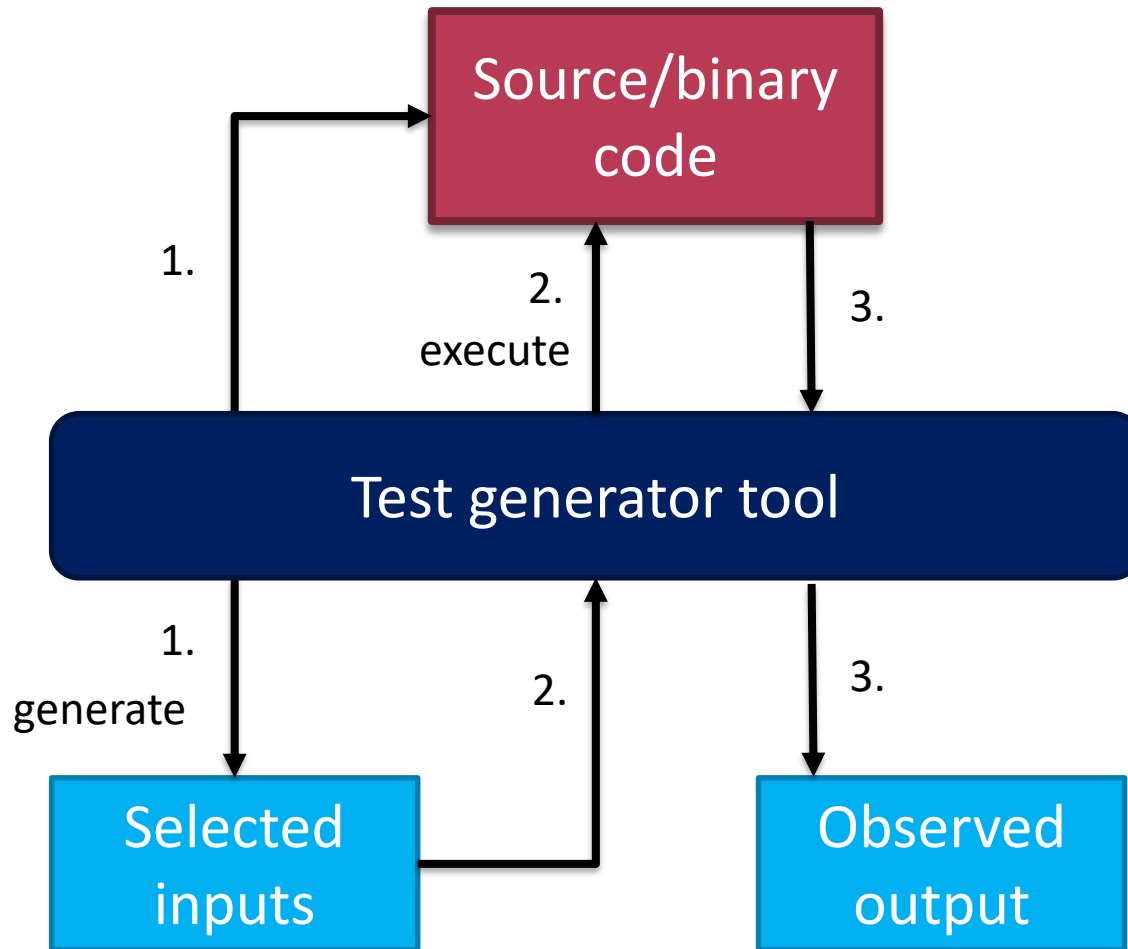 Source/binary
code
1.
2.
execute
3.
Test generator tool
1.
generate
2.
3.
Selected
inputs
Observed
output